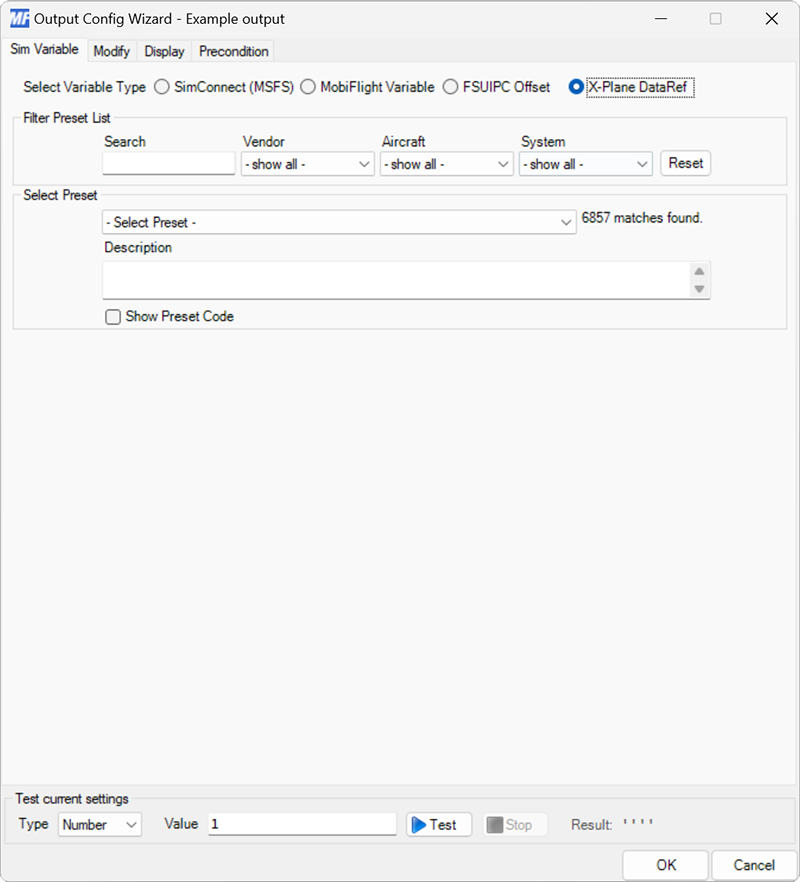 MF Output Config Wizard - Example output
Sim Variable Modify Display Precondition
Select Variable Type SimConnect (MSFS) MobiFlight Variable FSUIPC Offset X-Plane DataRef
Filter Preset List
Search Vendor Aircraft System
- show all - - show all - - show all - Reset
Select Preset
- Select Preset - 6857 matches found.
Description
Show Preset Code
Test current settings
Type Number Value 1 Test Stop Result: ' ' ' '
OK Cancel